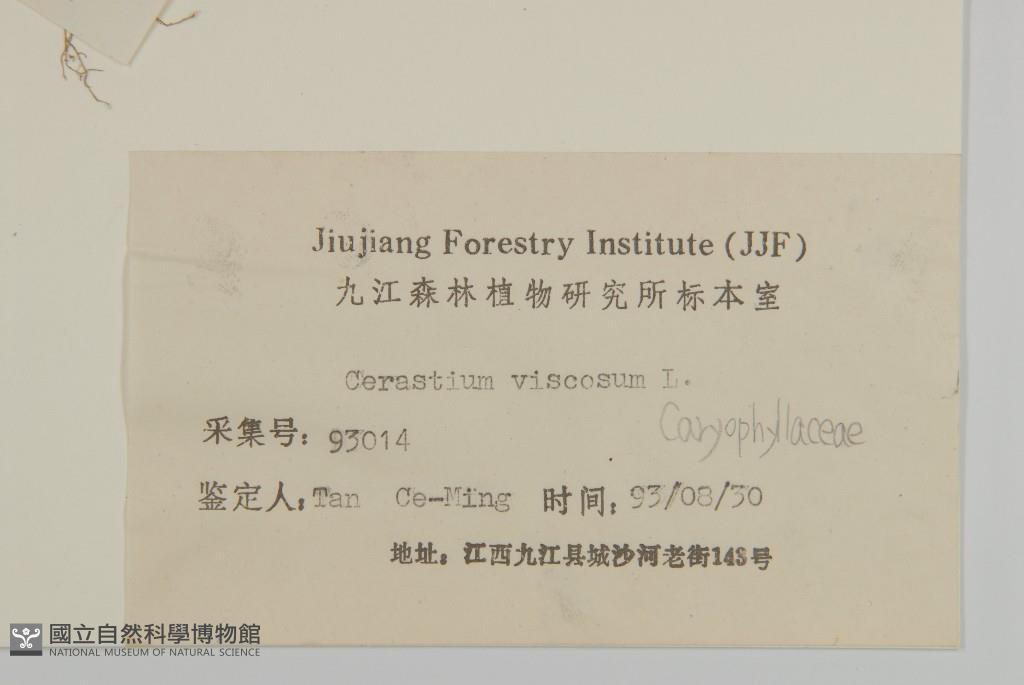 Jiujiang Forestry Institute (JJF)
九江森林植物研究所标本室
Cerastium viscosum L.
Caryophyllaceae
采集号: 93014
鉴定人: Tan Ce-Ming 时间: 93/08/30
地址: 江西九江县城沙河老街143号
國立自然科學博物館
NATIONAL MUSEUM OF NATURAL SCIENCE